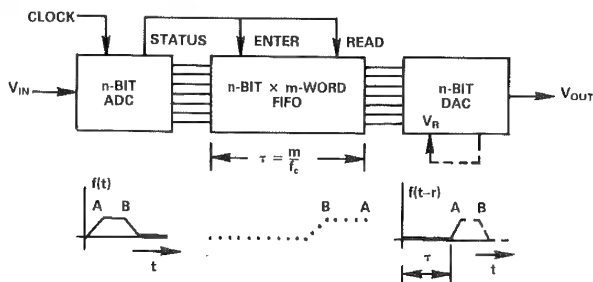 CLOCK
STATUS ENTER READ
V_IN
n-BIT
ADC
n-BIT × m-WORD
FIFO
n-BIT
DAC
V_R
V_OUT
τ = m/f_c
f(t)
A B
t
B A
f(t–r)
A B
τ
t